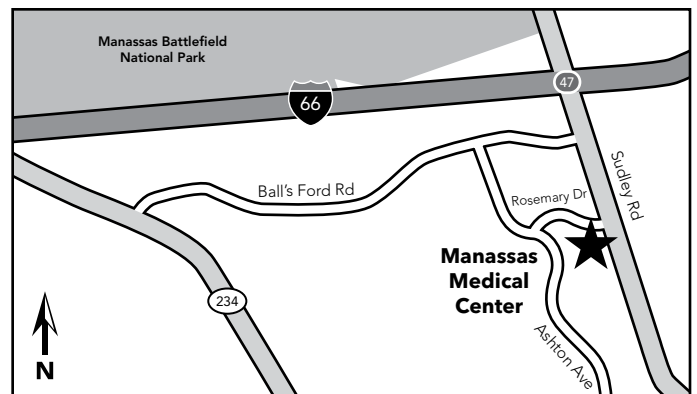 Manassas Battlefield
National Park
47
66
Sudley Rd
Ball's Ford Rd
Rosemary Dr
Manassas
Medical
Center
234
Ashton Ave
N